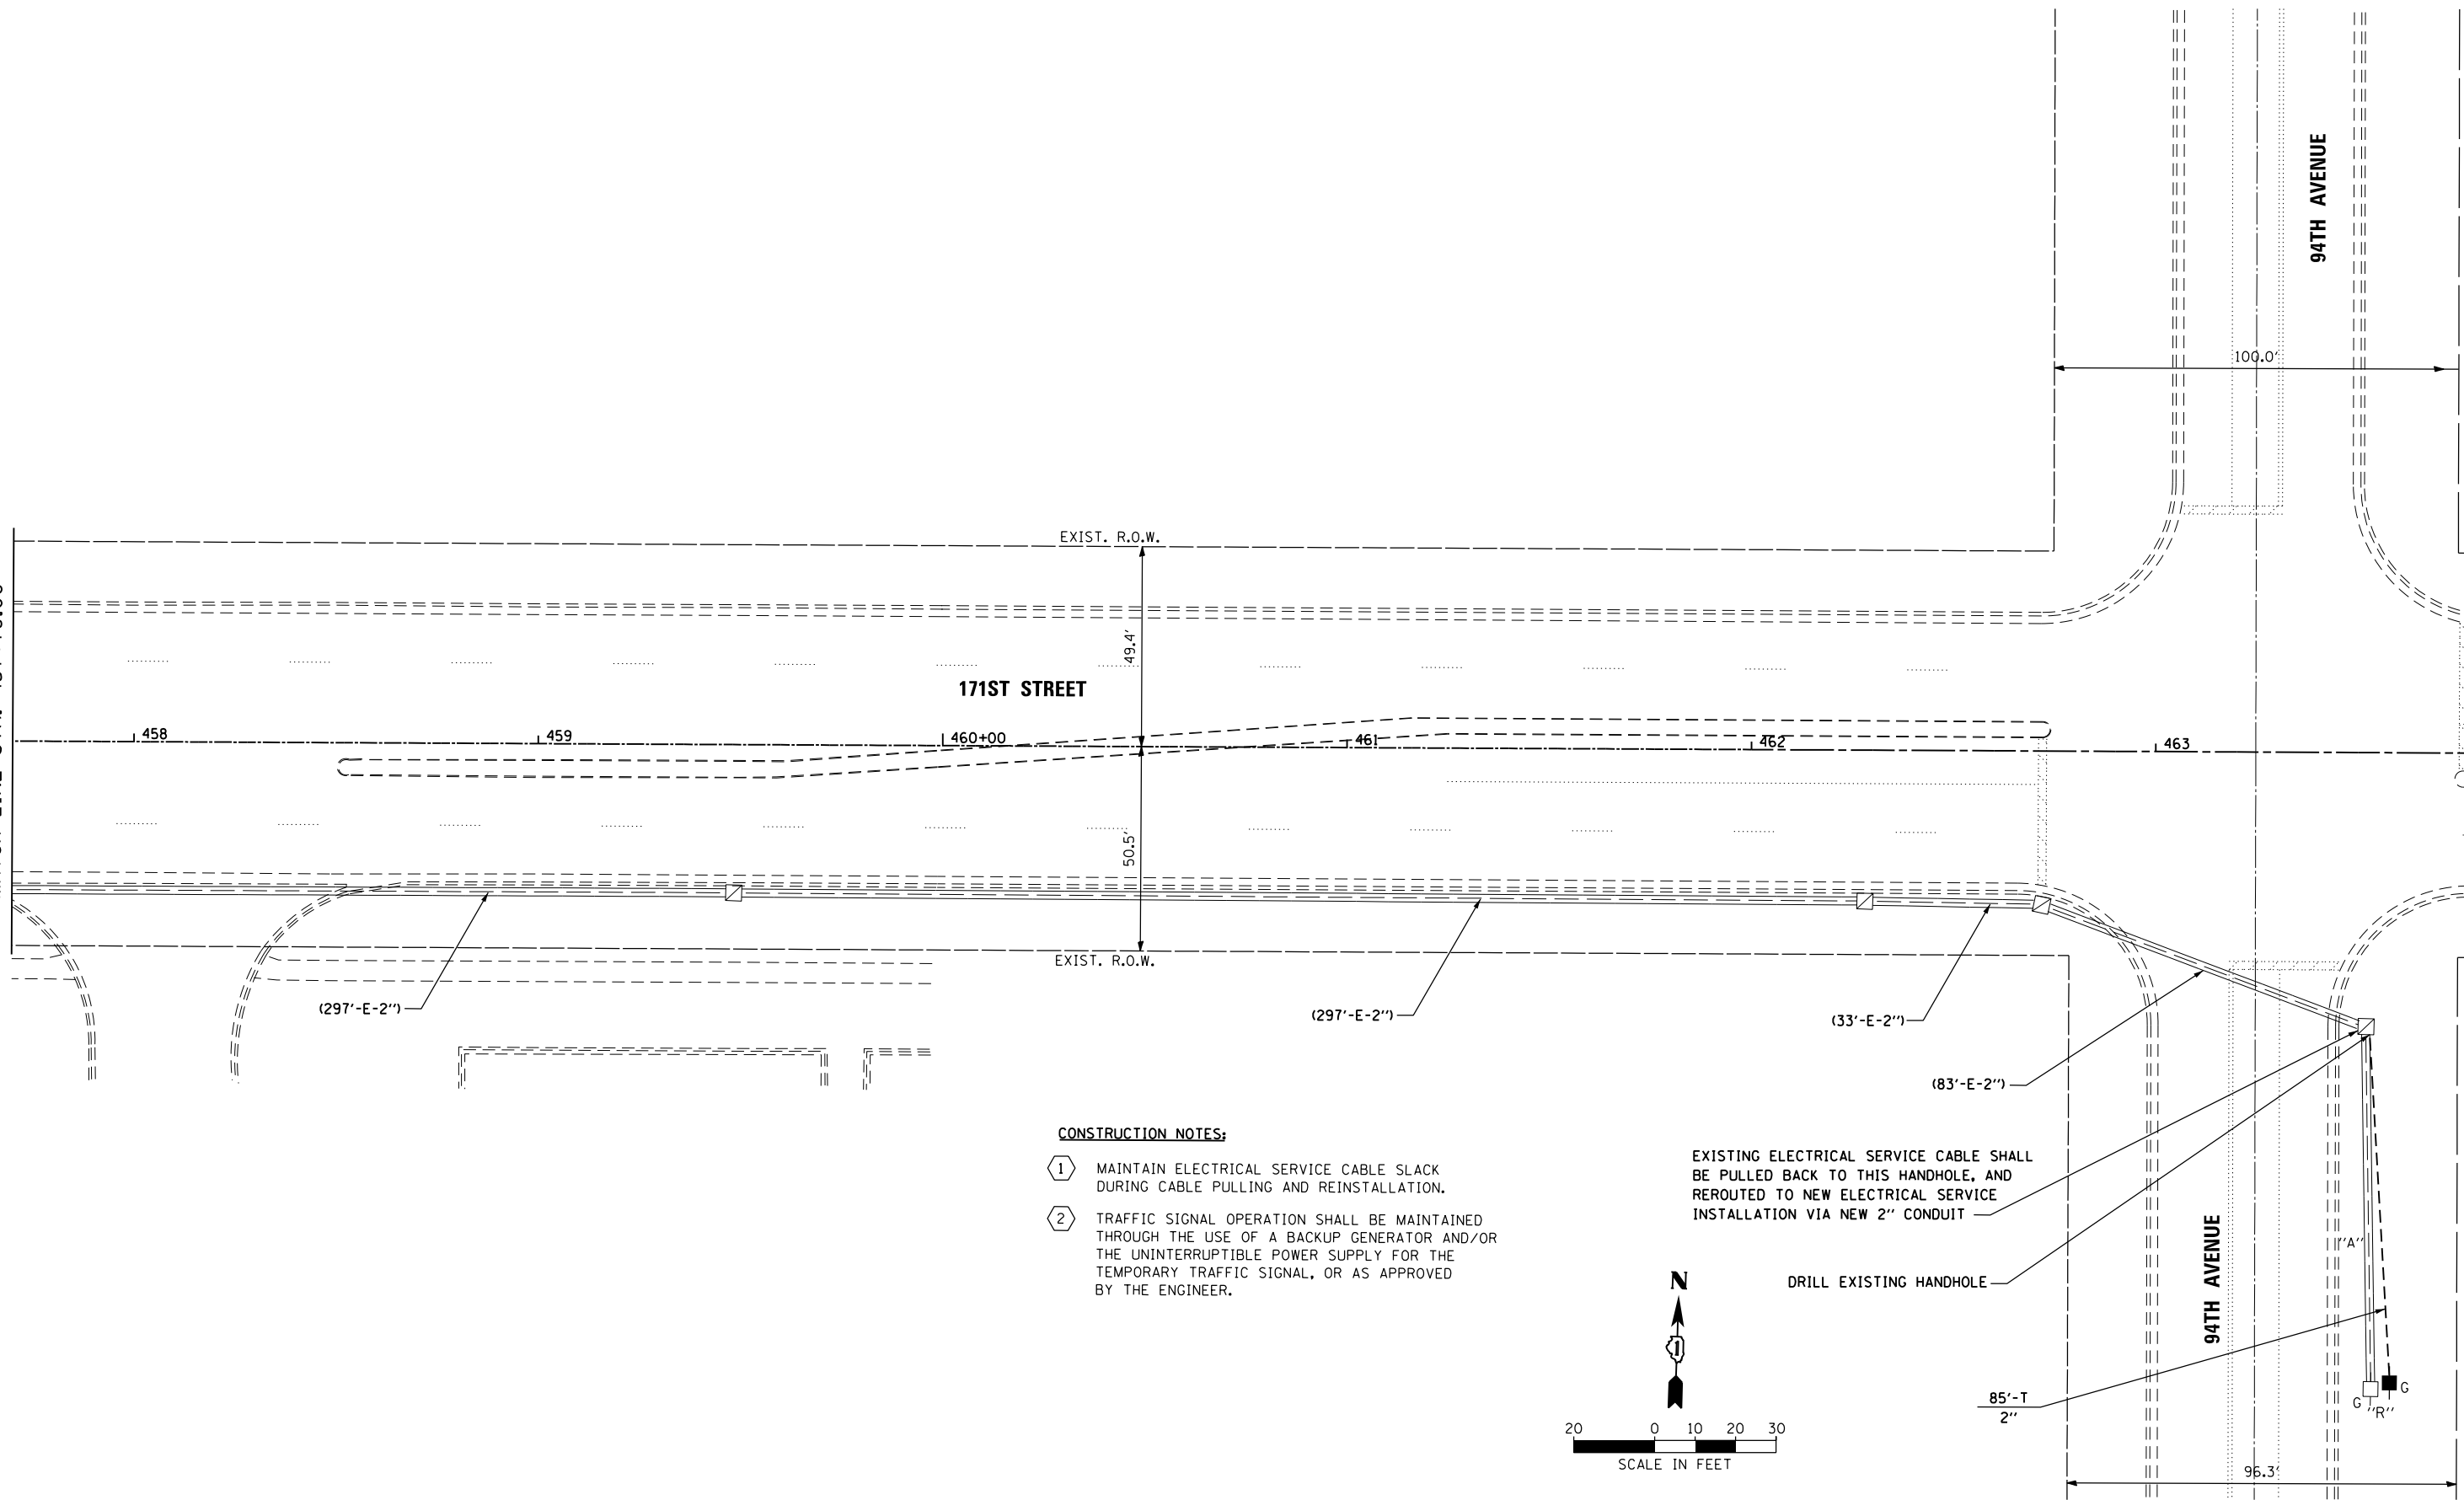 94TH AVENUE
100.0'
EXIST. R.O.W.
49.4'
171ST STREET
458
459
460+00
461
462
463
50.5'
EXIST. R.O.W.
(297'-E-2'')
(297'-E-2'')
(33'-E-2'')
(83'-E-2'')
CONSTRUCTION NOTES:
1 MAINTAIN ELECTRICAL SERVICE CABLE SLACK
DURING CABLE PULLING AND REINSTALLATION.
2 TRAFFIC SIGNAL OPERATION SHALL BE MAINTAINED
THROUGH THE USE OF A BACKUP GENERATOR AND/OR
THE UNINTERRUPTIBLE POWER SUPPLY FOR THE
TEMPORARY TRAFFIC SIGNAL, OR AS APPROVED
BY THE ENGINEER.
EXISTING ELECTRICAL SERVICE CABLE SHALL
BE PULLED BACK TO THIS HANDHOLE, AND
REROUTED TO NEW ELECTRICAL SERVICE
INSTALLATION VIA NEW 2'' CONDUIT
DRILL EXISTING HANDHOLE
94TH AVENUE
''A''
N
1
85'-T
2''
G
G
''R''
20 0 10 20 30
SCALE IN FEET
96.3'